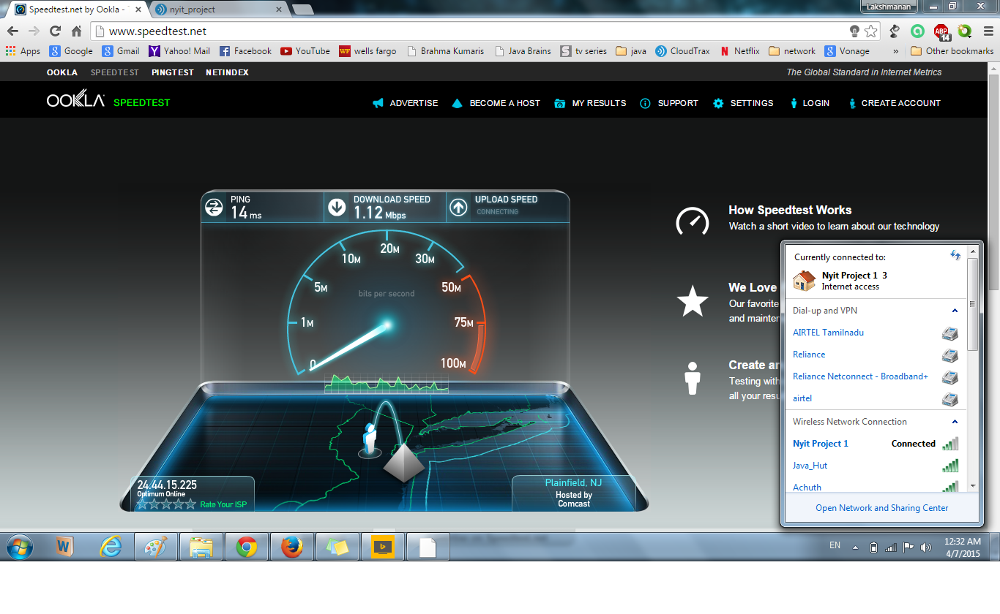 Speedtest.net by Ookla -
nyit_project
Lakshmanan
www.speedtest.net
ABP
14
Apps Google Gmail Yahoo! Mail Facebook YouTube WF wells fargo Brahma Kumaris Java Brains tv series java CloudTrax Netflix network Vonage » Other bookmarks
OOKLA SPEEDTEST PINGTEST NETINDEX
The Global Standard in Internet Metrics
OOKLA SPEEDTEST
ADVERTISE BECOME A HOST MY RESULTS SUPPORT SETTINGS LOGIN CREATE ACCOUNT
PING
14 ms
DOWNLOAD SPEED
1.12 Mbps
UPLOAD SPEED
CONNECTING
20M
10M
30M
5M
50M
bits per second
1M
75M
0
100M
24.44.15.225
Optimum Online
Rate Your ISP
Plainfield, NJ
Hosted by
Comcast
How Speedtest Works
Watch a short video to learn about our technology
We Love
Our favorite
and mainter
Create an
Testing with
all your resu
Currently connected to:
Nyit Project 1 3
Internet access
Dial-up and VPN
AIRTEL Tamilnadu
Reliance
Reliance Netconnect - Broadband+
airtel
Wireless Network Connection
Nyit Project 1 Connected
Java_Hut
Achuth
Open Network and Sharing Center
EN
12:32 AM
4/7/2015